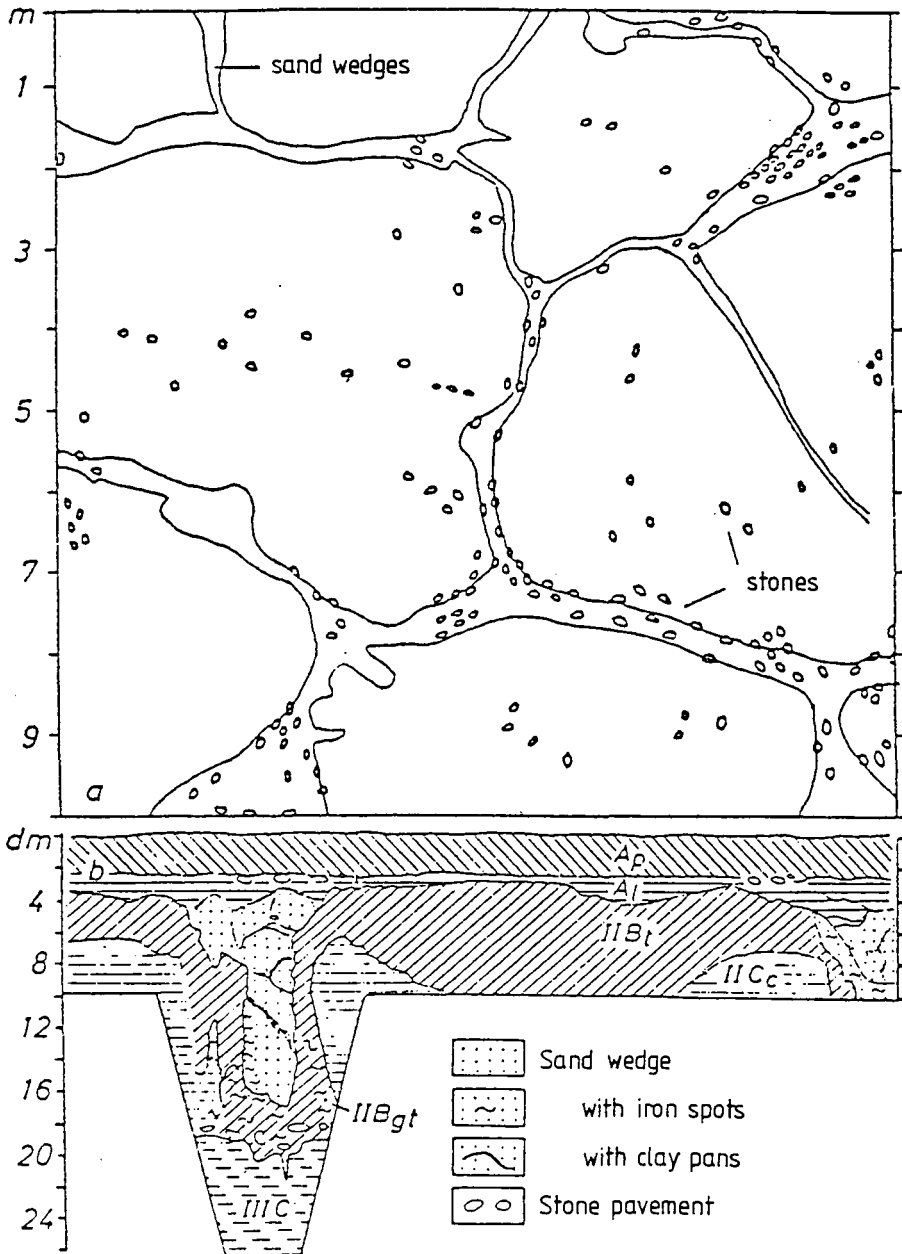 m
sand wedges
1
3
5
7
stones
9
a
dm
b
Ap
Al
4
IIBt
8
IICc
12
Sand wedge
16
with iron spots
IIBgt
with clay pans
20
Stone pavement
IIIC
24